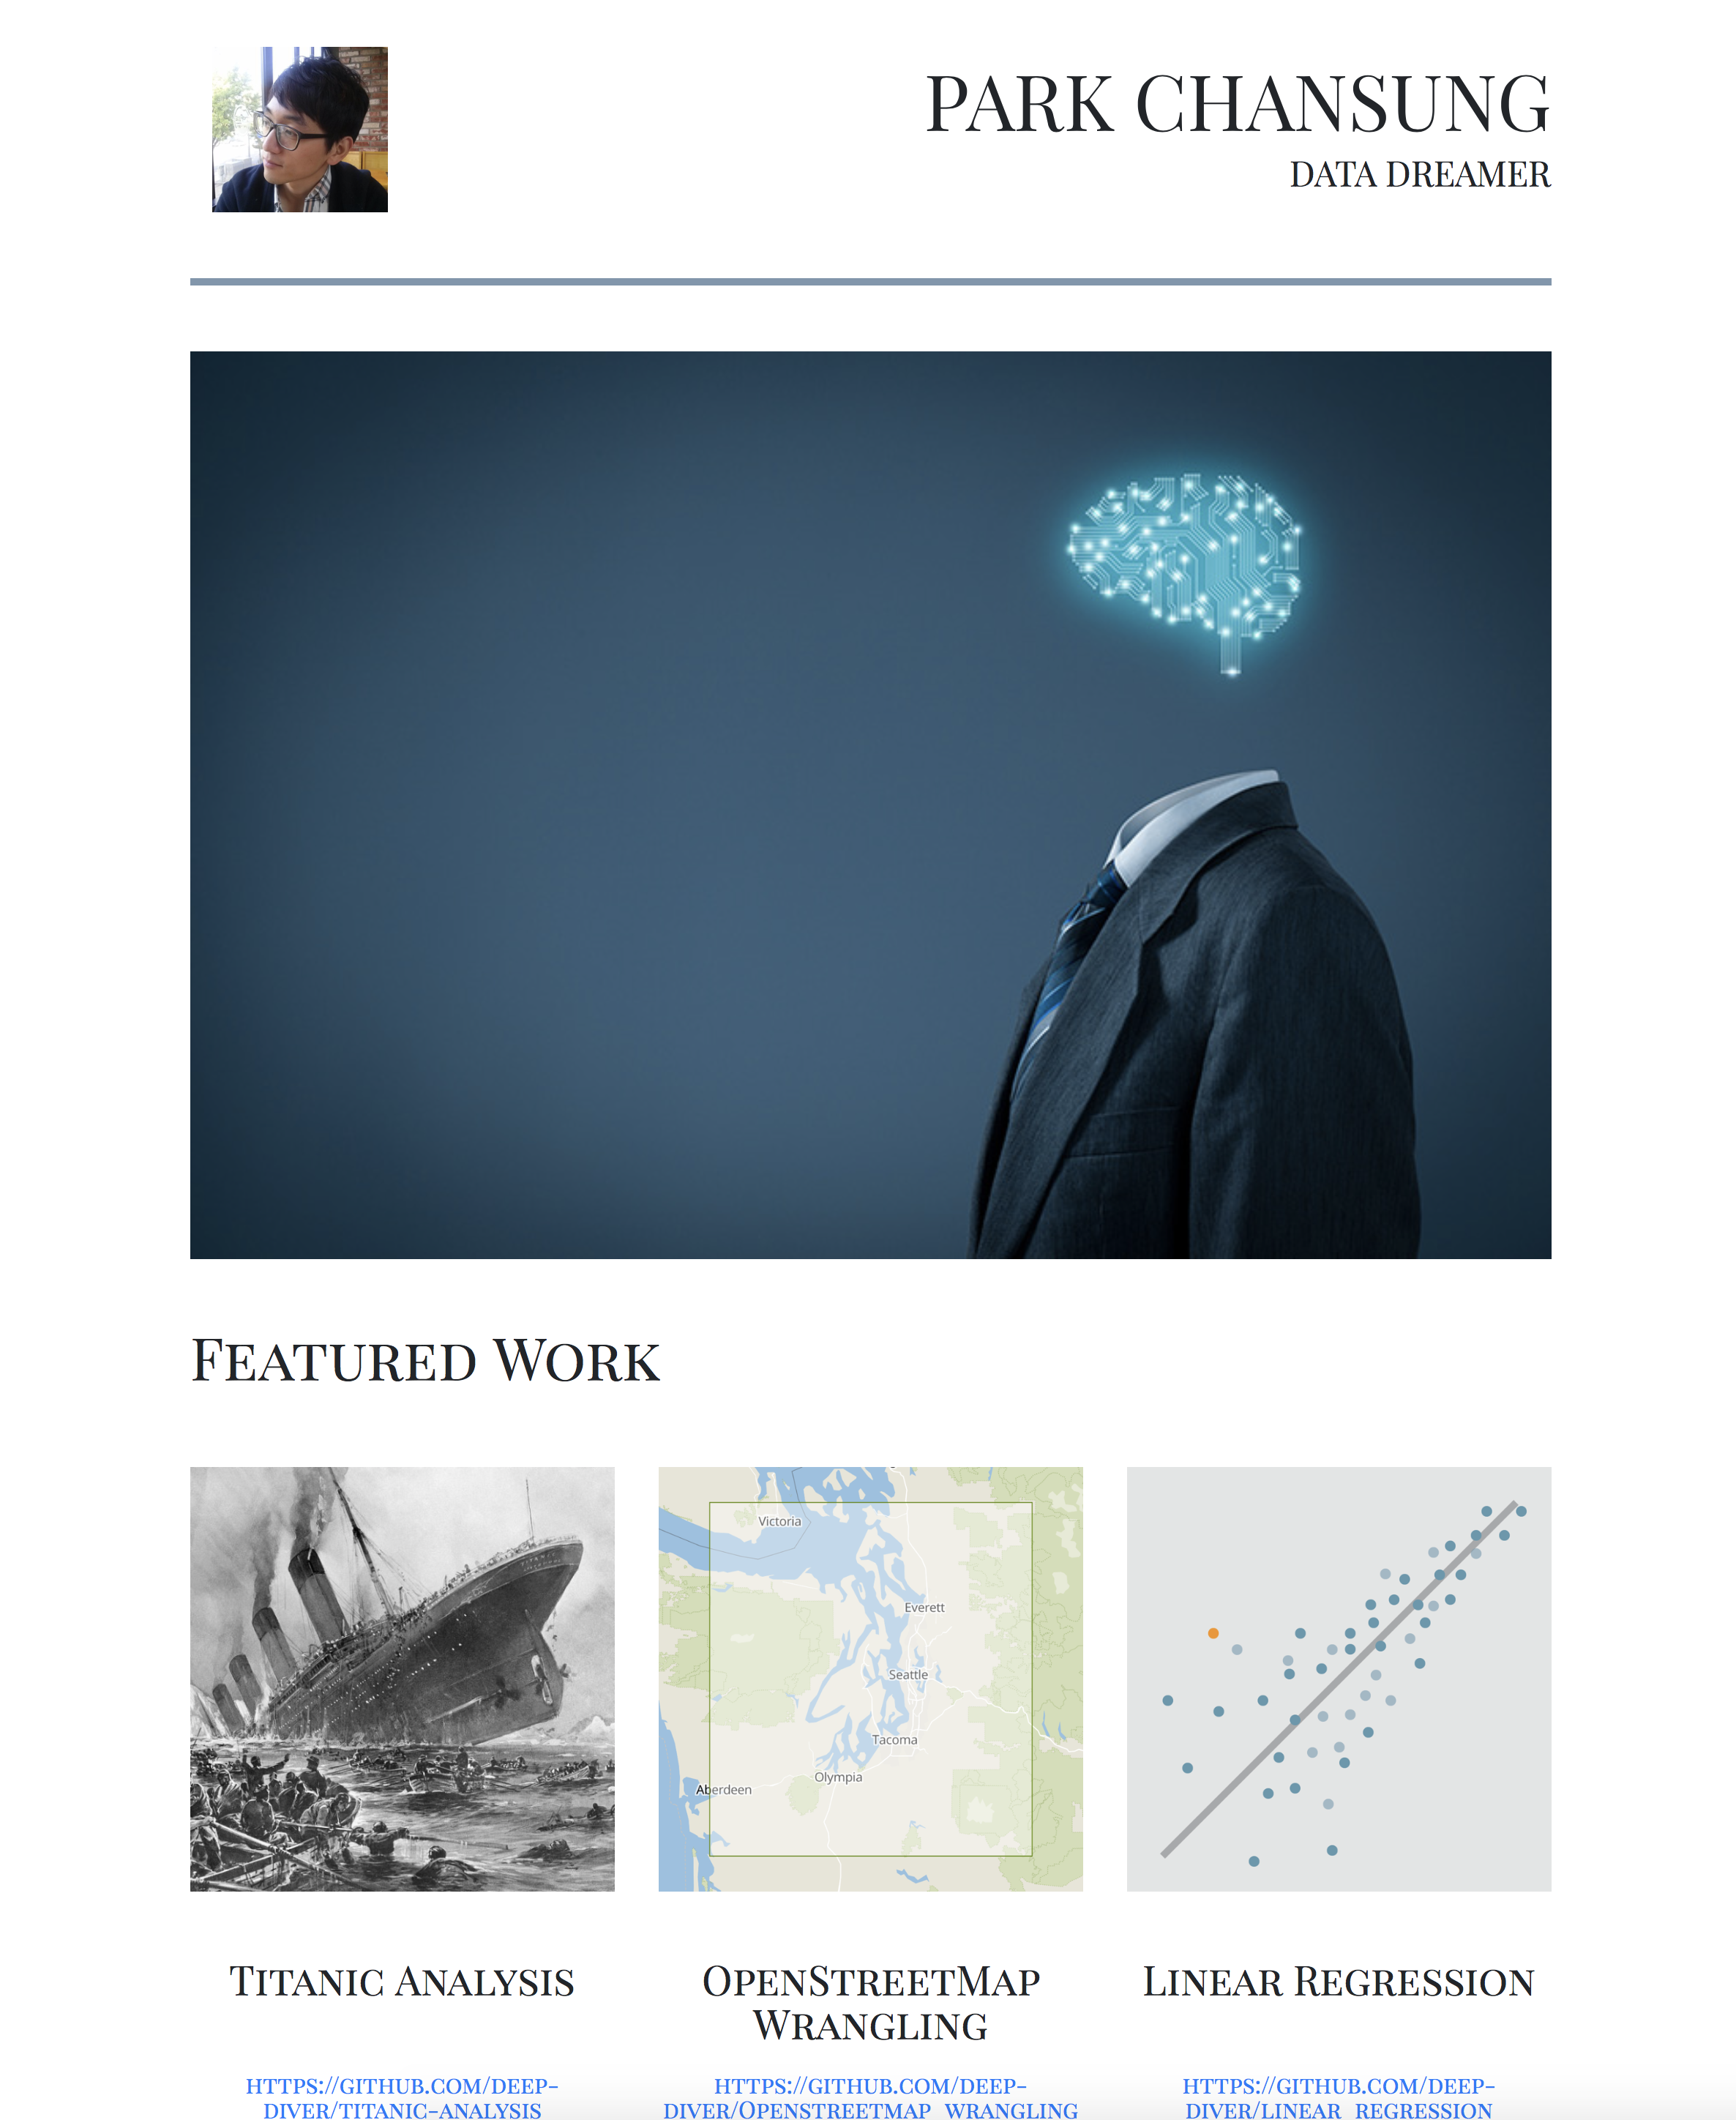 PARK CHANSUNG
DATA DREAMER
FEATURED WORK
Victoria
Everett
Seattle
Tacoma
Olympia
Aberdeen
TITANIC ANALYSIS
OPENSTREETMAP
WRANGLING
LINEAR REGRESSION
HTTPS://GITHUB.COM/DEEP-
DIVER/TITANIC-ANALYSIS
HTTPS://GITHUB.COM/DEEP-
DIVER/OPENSTREETMAP_WRANGLING
HTTPS://GITHUB.COM/DEEP-
DIVER/LINEAR_REGRESSION